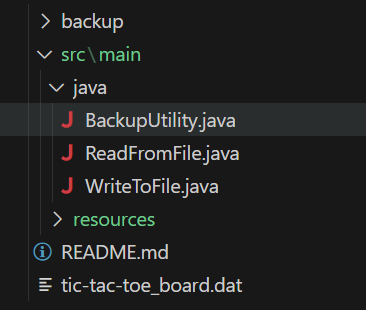 backup
src\main
java
BackupUtility.java
ReadFromFile.java
WriteToFile.java
resources
README.md
tic-tac-toe_board.dat